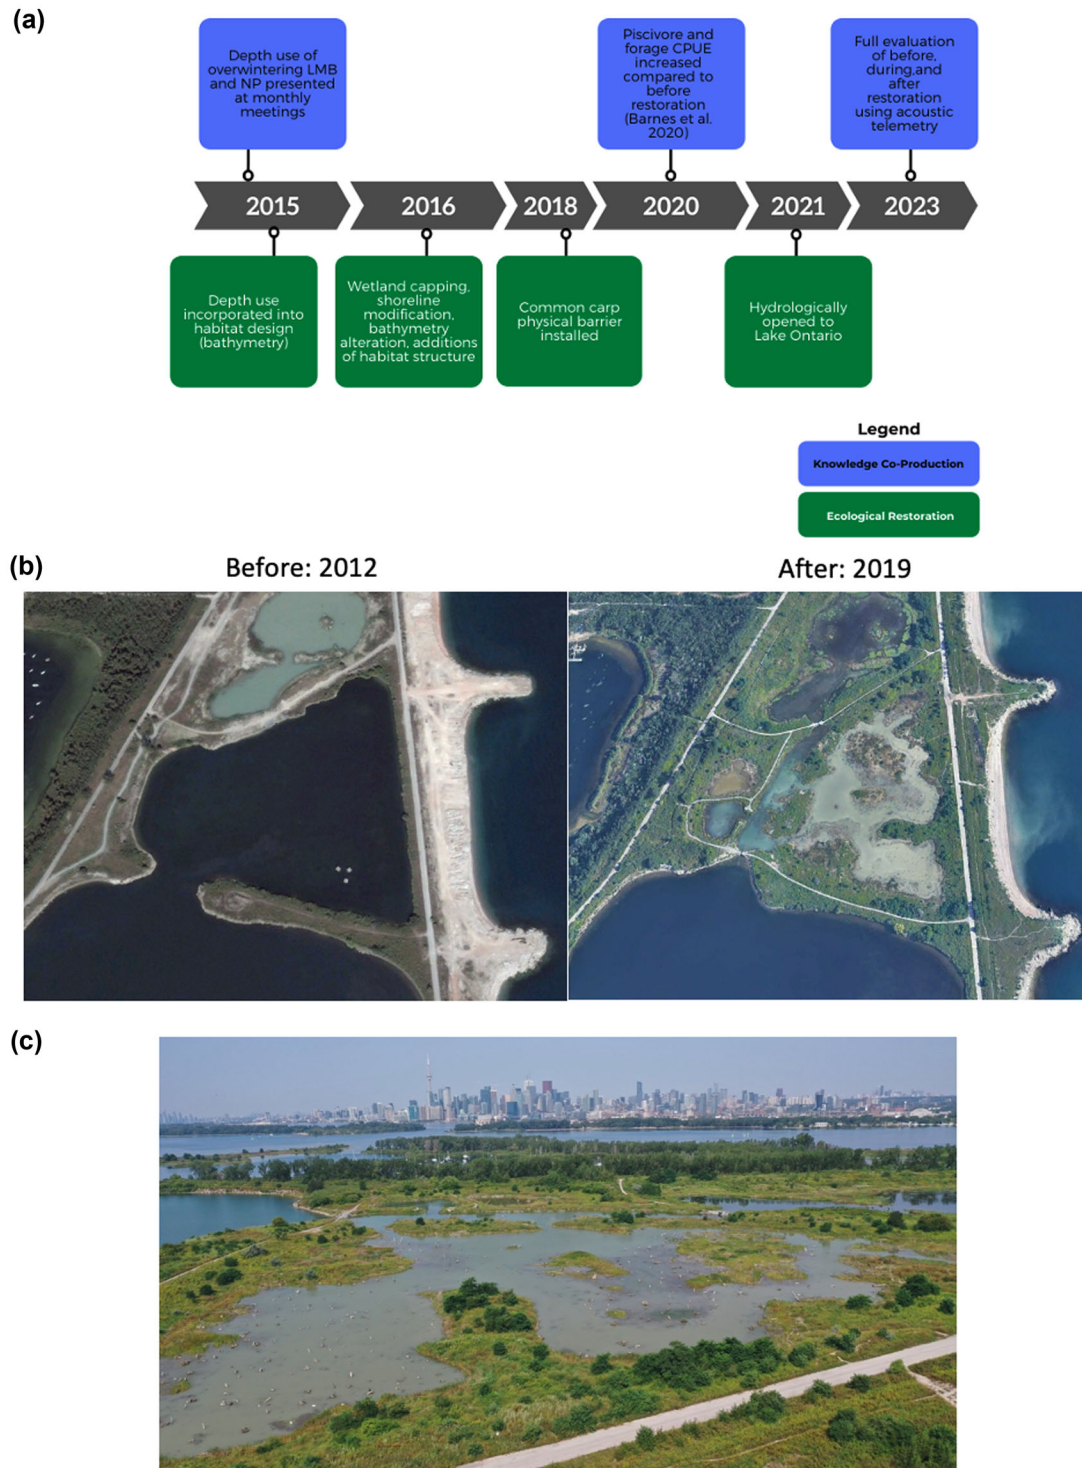 (a)
Depth use of
overwintering LMB
and NP presented
at monthly
meetings
Piscivore and
forage CPUE
increased
compared to
before
restoration
(Barnes et al.
2020)
Full evaluation
of before,
during,and
after
restoration
using acoustic
telemetry
2015
2016
2018
2020
2021
2023
Depth use
incorporated into
habitat design
(bathymetry)
Wetland capping,
shoreline
modification,
bathymetry
alteration, additions
of habitat structure
Common carp
physical barrier
installed
Hydrologically
opened to
Lake Ontario
Legend
Knowledge Co-Production
Ecological Restoration
(b)
Before: 2012
After: 2019
(c)